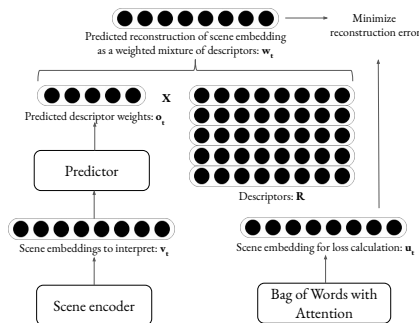 Predicted reconstruction of scene embedding
as a weighted mixture of descriptors: w_t
Minimize
reconstruction error
X
Predicted descriptor weights: o_t
Predictor
Descriptors: R
Scene embeddings to interpret: v_t
Scene embedding for loss calculation: u_t
Scene encoder
Bag of Words with
Attention